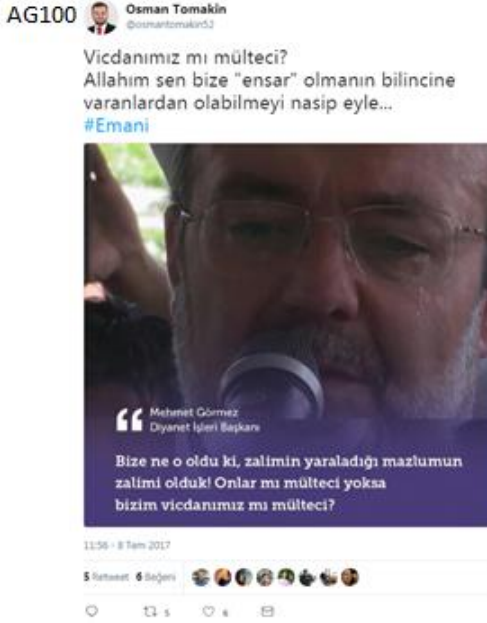 AG100
Osman Tomakin
@osmantomakin52
Vicdanımız mı mülteci?
Allahım sen bize "ensar" olmanın bilincine
varanlardan olabilmeyi nasip eyle...
#Emani
Mehmet Görmez
Diyanet İşleri Başkanı
Bize ne o oldu ki, zalimin yaraladığı mazlumun
zalimi olduk! Onlar mı mülteci yoksa
bizim vicdanımız mı mülteci?
11:56 - 8 Tem 2017
5 Retweet 6 Beğeni
5 6